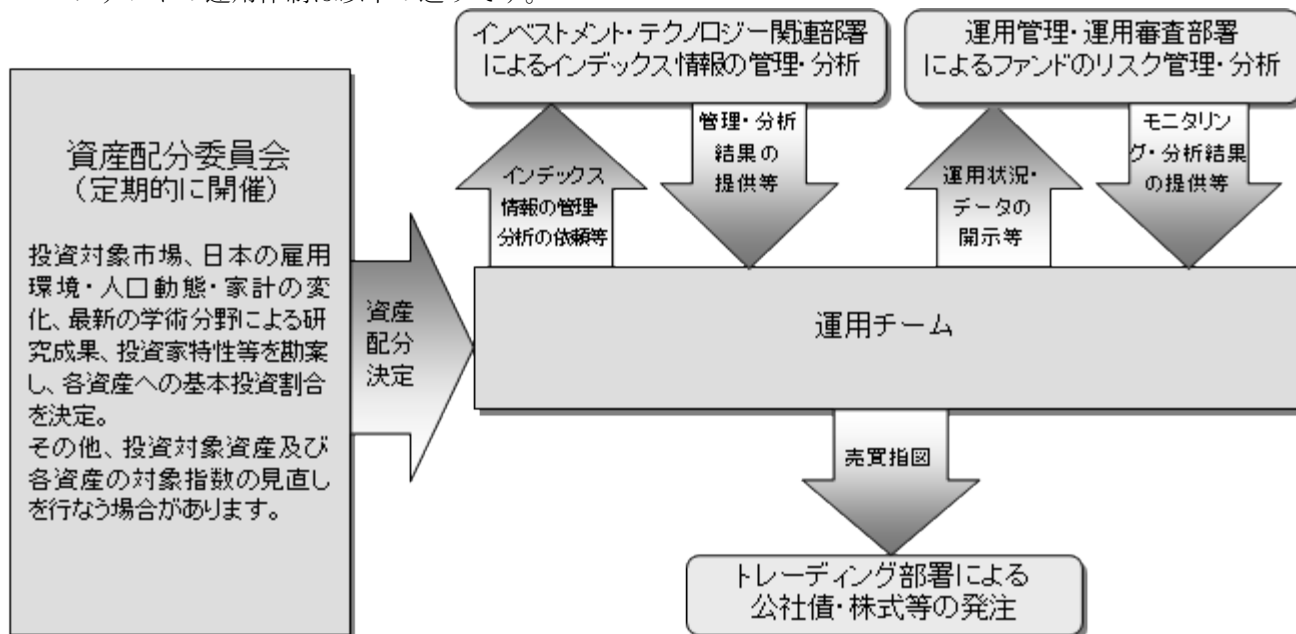 運用体制は以下の通りです。
インベストメント・テクノロジー関連部署
によるインデックス情報の管理・分析
運用管理・運用審査部署
によるファンドのリスク管理・分析
インデックス
情報の管理・
分析の依頼等
管理・分析
結果の
提供等
運用状況・
データの
開示等
モニタリン
グ・分析結果
の提供等
資産配分委員会
（定期的に開催）
投資対象市場、日本の雇用
環境・人口動態・家計の変
化、最新の学術分野による研
究成果、投資家特性等を勘案
し、各資産への基本投資割合
を決定。
その他、投資対象資産及び
各資産の対象指数の見直し
を行なう場合があります。
資産
配分
決定
運用チーム
売買指図
トレーディング部署による
公社債・株式等の発注